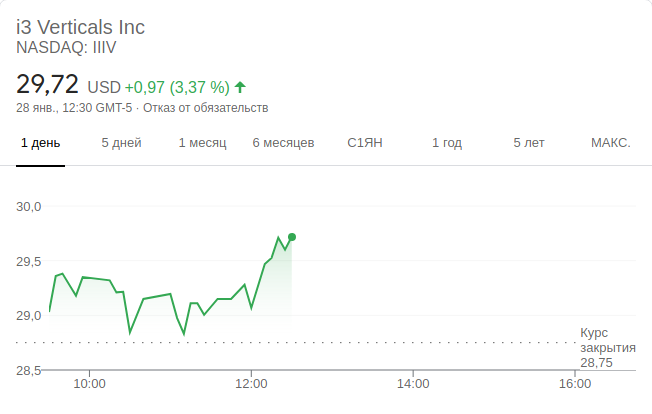 i3 Verticals Inc
NASDAQ: IIIV
29,72 USD +0,97 (3,37 %)
28 янв., 12:30 GMT-5 · Отказ от обязательств
1 день 5 дней 1 месяц 6 месяцев С1ЯН 1 год 5 лет МАКС.
30,0
29,5
29,0
Курс
закрытия
28,75
28,5
10:00 12:00 14:00 16:00